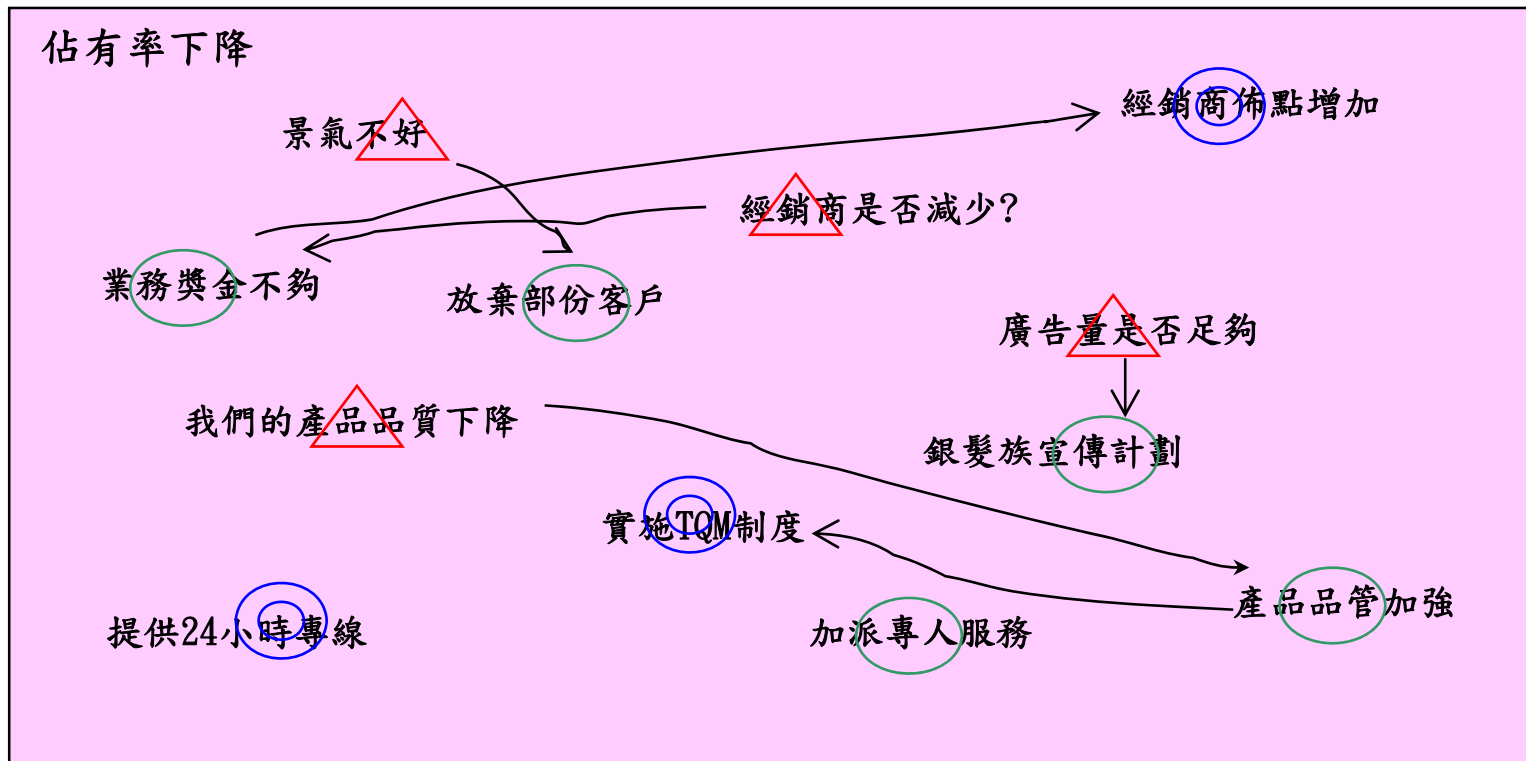 佔有率下降
經銷商佈點增加
景氣不好
經銷商是否減少?
業務獎金不夠
放棄部份客戶
廣告量是否足夠
我們的產品品質下降
銀髮族宣傳計劃
實施TQM制度
產品品管加強
提供24小時專線
加派專人服務